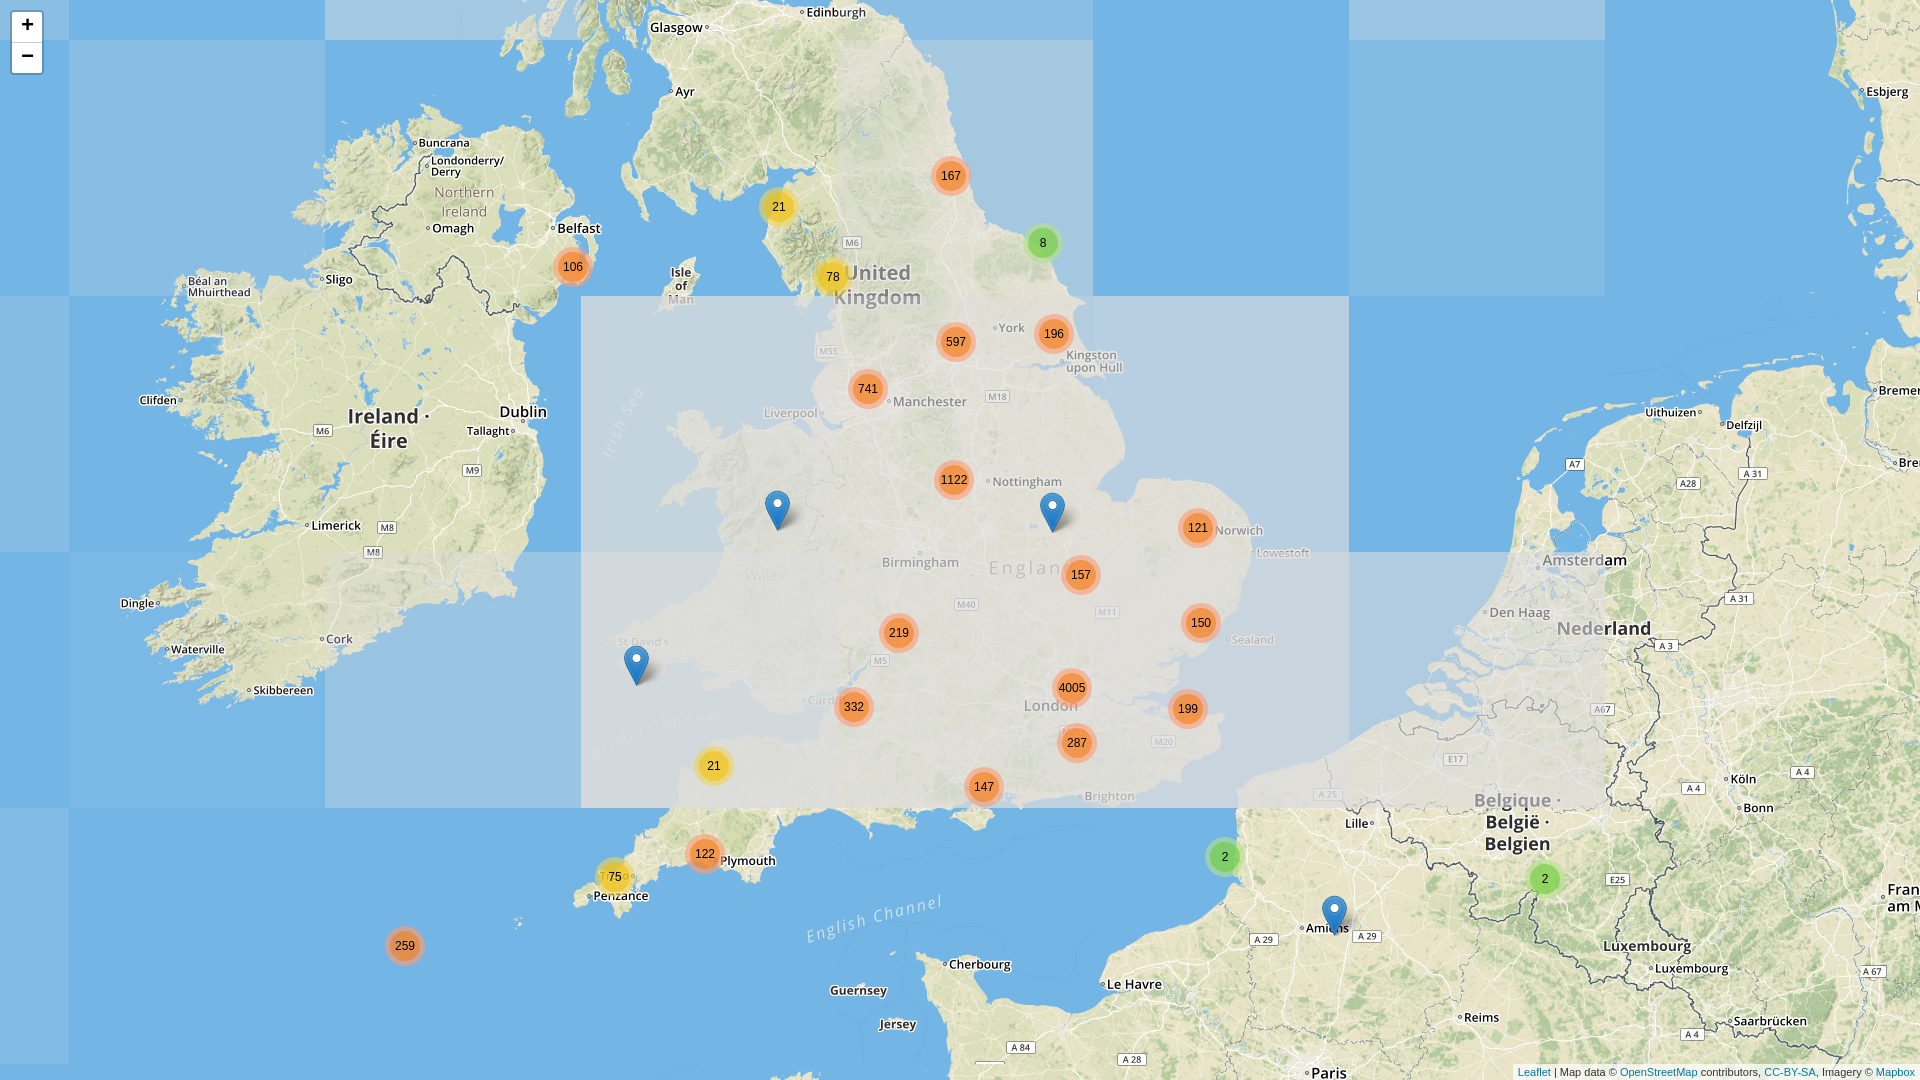 +
−
Glasgow
Edinburgh
Ayr
Esbjerg
Buncrana
Londonderry/
Derry
Northern
Ireland
Omagh
Belfast
167
21
8
M6
106
78
United
Kingdom
Isle
of
Man
Sligo
Béal an
Mhuirthead
York
196
597
M55
Kingston
upon Hull
741
Manchester
M18
Liverpool
Irish Sea
Clifden
Ireland ·
Éire
Dublin
Tallaght
M6
M9
Uithuizen
Delfzijl
Bremer
Bre
A7
A 31
A28
1122
Nottingham
121
Norwich
Lowestoft
Limerick
M8
M8
Birmingham
England
Wales
157
Amsterdam
A 31
Dingle
M40
M11
Den Haag
Nederland
Cork
St David's
219
150
Sealand
Waterville
M5
A 3
Skibbereen
4005
London
Cardiff
332
199
A67
Bristol Channel
287
M20
E17
21
147
Brighton
A 25
Köln
A 4
A 4
Bonn
Belgique ·
België ·
Belgien
Lille
122
Plymouth
75
Penzance
2
2
E25
Fran
am M
English Channel
Amiens
A 29
A 29
259
Luxembourg
Luxembourg
A 67
Cherbourg
Le Havre
Guernsey
Jersey
Reims
Saarbrücken
A 4
A 84
A 28
Paris
Leaflet | Map data © OpenStreetMap contributors, CC-BY-SA, Imagery © Mapbox